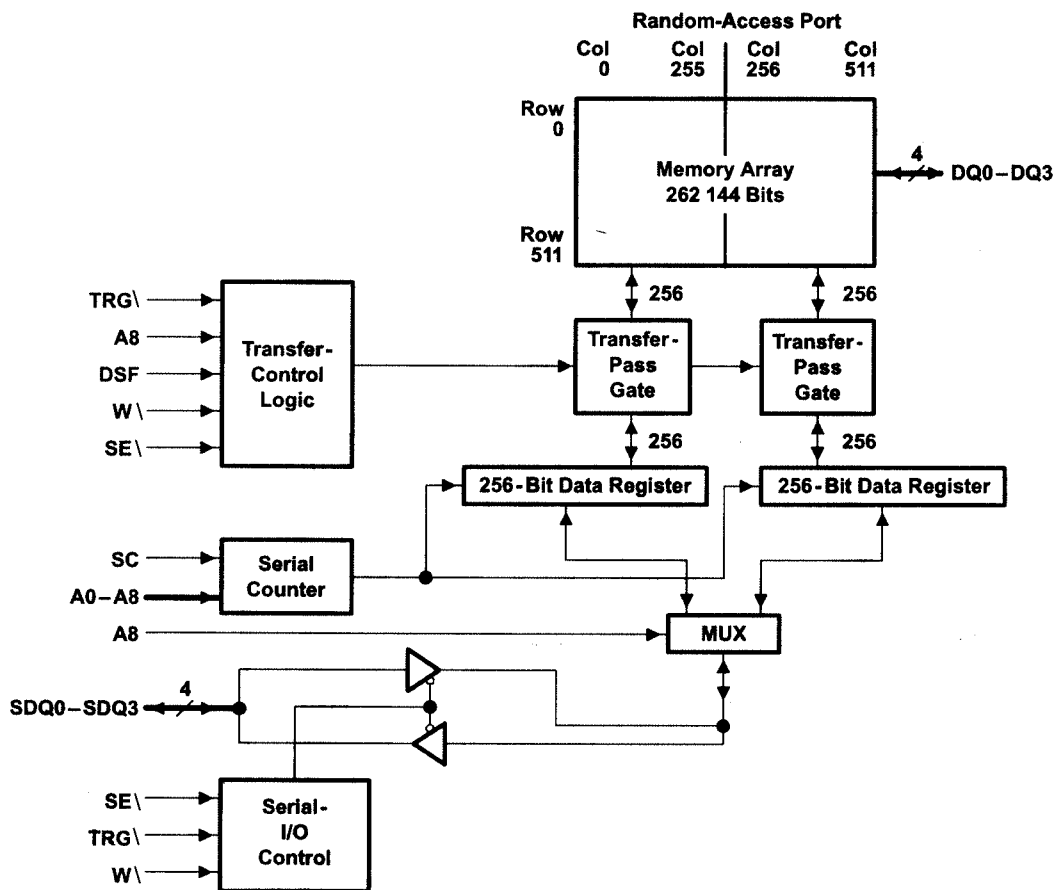 Random-Access Port
Col 0
Col 255
Col 256
Col 511
Row 0
Row 511
Memory Array
262 144 Bits
4
DQ0–DQ3
256
256
TRG\
A8
DSF
W\
SE\
Transfer-
Control
Logic
Transfer-
Pass
Gate
Transfer-
Pass
Gate
256
256
256-Bit Data Register
256-Bit Data Register
SC
A0–A8
Serial
Counter
A8
MUX
SDQ0–SDQ3
4
SE\
TRG\
W\
Serial-
I/O
Control